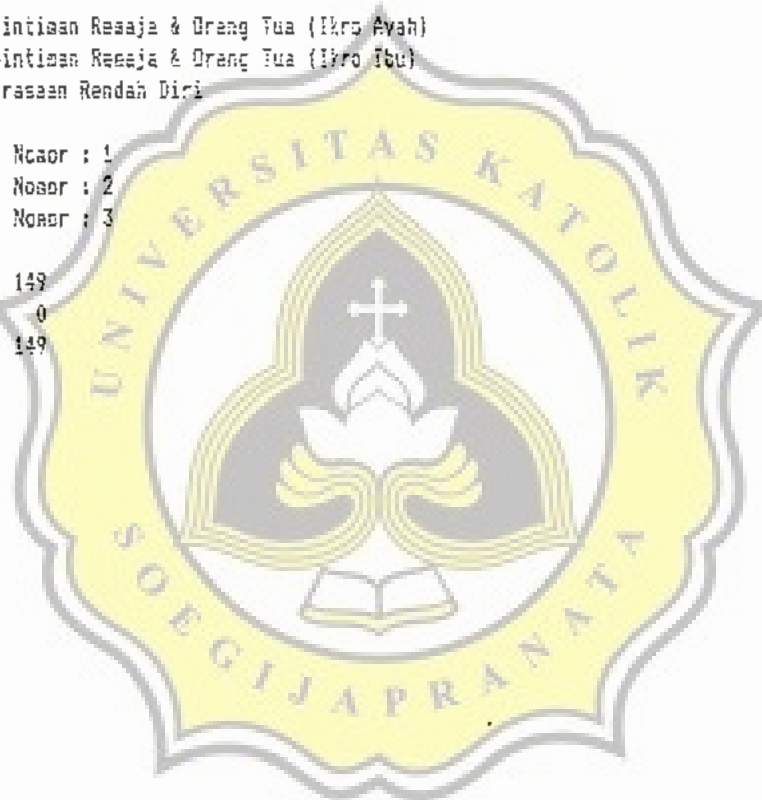 intiman Remaja & Orang Tua (Ikro Ayah)
intiman Remaja & Orang Tua (Ikro Ibu)
rasaan Rendah Diri
Nomor : 1
Nomor : 2
Nomor : 3
149
0
149
UNIVERSITAS KATOLIK
SOEGIJAPRANATA